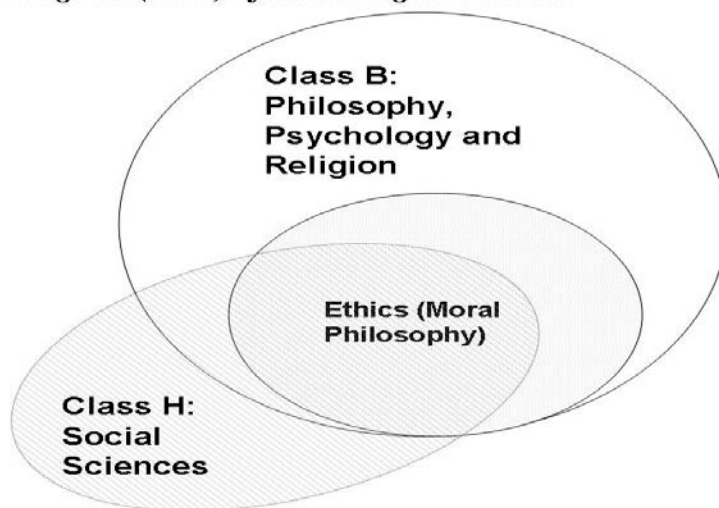 Class B:
Philosophy,
Psychology and
Religion
Ethics (Moral
Philosophy)
Class H:
Social
Sciences